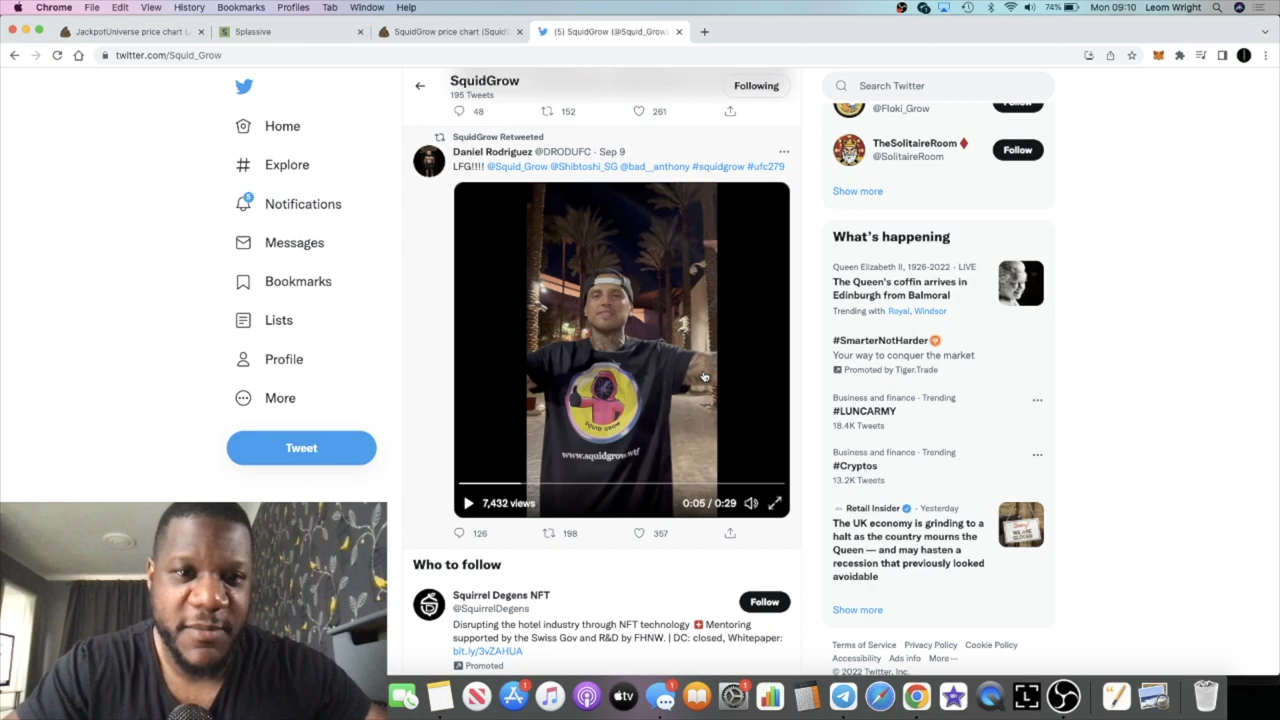 Chrome File Edit View History Bookmarks Profiles Tab Window Help 74% Mon 09:10 Leom Wright
JackpotUniverse price chart
Splassive
SquidGrow price chart (Squid
(5) SquidGrow (@Squid_Grow)
twitter.com/Squid_Grow
Home
Explore
5
Notifications
Messages
Bookmarks
Lists
Profile
More
Tweet
SquidGrow
195 Tweets
Following
48 152 261
SquidGrow Retweeted
Daniel Rodriguez @DRODUFC · Sep 9
LFG!!!! @Squid_Grow @Shibtoshi_SG @bad__anthony #squidgrow #ufc279
SQUID GROW
www.squidgrow.wtf
7,432 views
0:05 / 0:29
126 198 357
Who to follow
Squirrel Degens NFT
@SquirrelDegens
Follow
Disrupting the hotel industry through NFT technology Mentoring
supported by the Swiss Gov and R&D by FHNW. | DC: closed, Whitepaper:
bit.ly/3vZAHUA
Promoted
Search Twitter
@Floki_Grow
Follow
TheSolitaireRoom
@SolitaireRoom
Follow
Show more
What's happening
Queen Elizabeth II, 1926-2022 · LIVE
The Queen's coffin arrives in
Edinburgh from Balmoral
Trending with Royal, Windsor
#SmarterNotHarder
Your way to conquer the market
Promoted by Tiger.Trade
Business and finance · Trending
#LUNCARMY
18.4K Tweets
Business and finance · Trending
#Cryptos
13.2K Tweets
Retail Insider · Yesterday
The UK economy is grinding to a
halt as the country mourns the
Queen — and may hasten a
recession that previously looked
avoidable
Show more
Terms of Service Privacy Policy Cookie Policy
Accessibility Ads info More ···
© 2022 Twitter, Inc.
tv